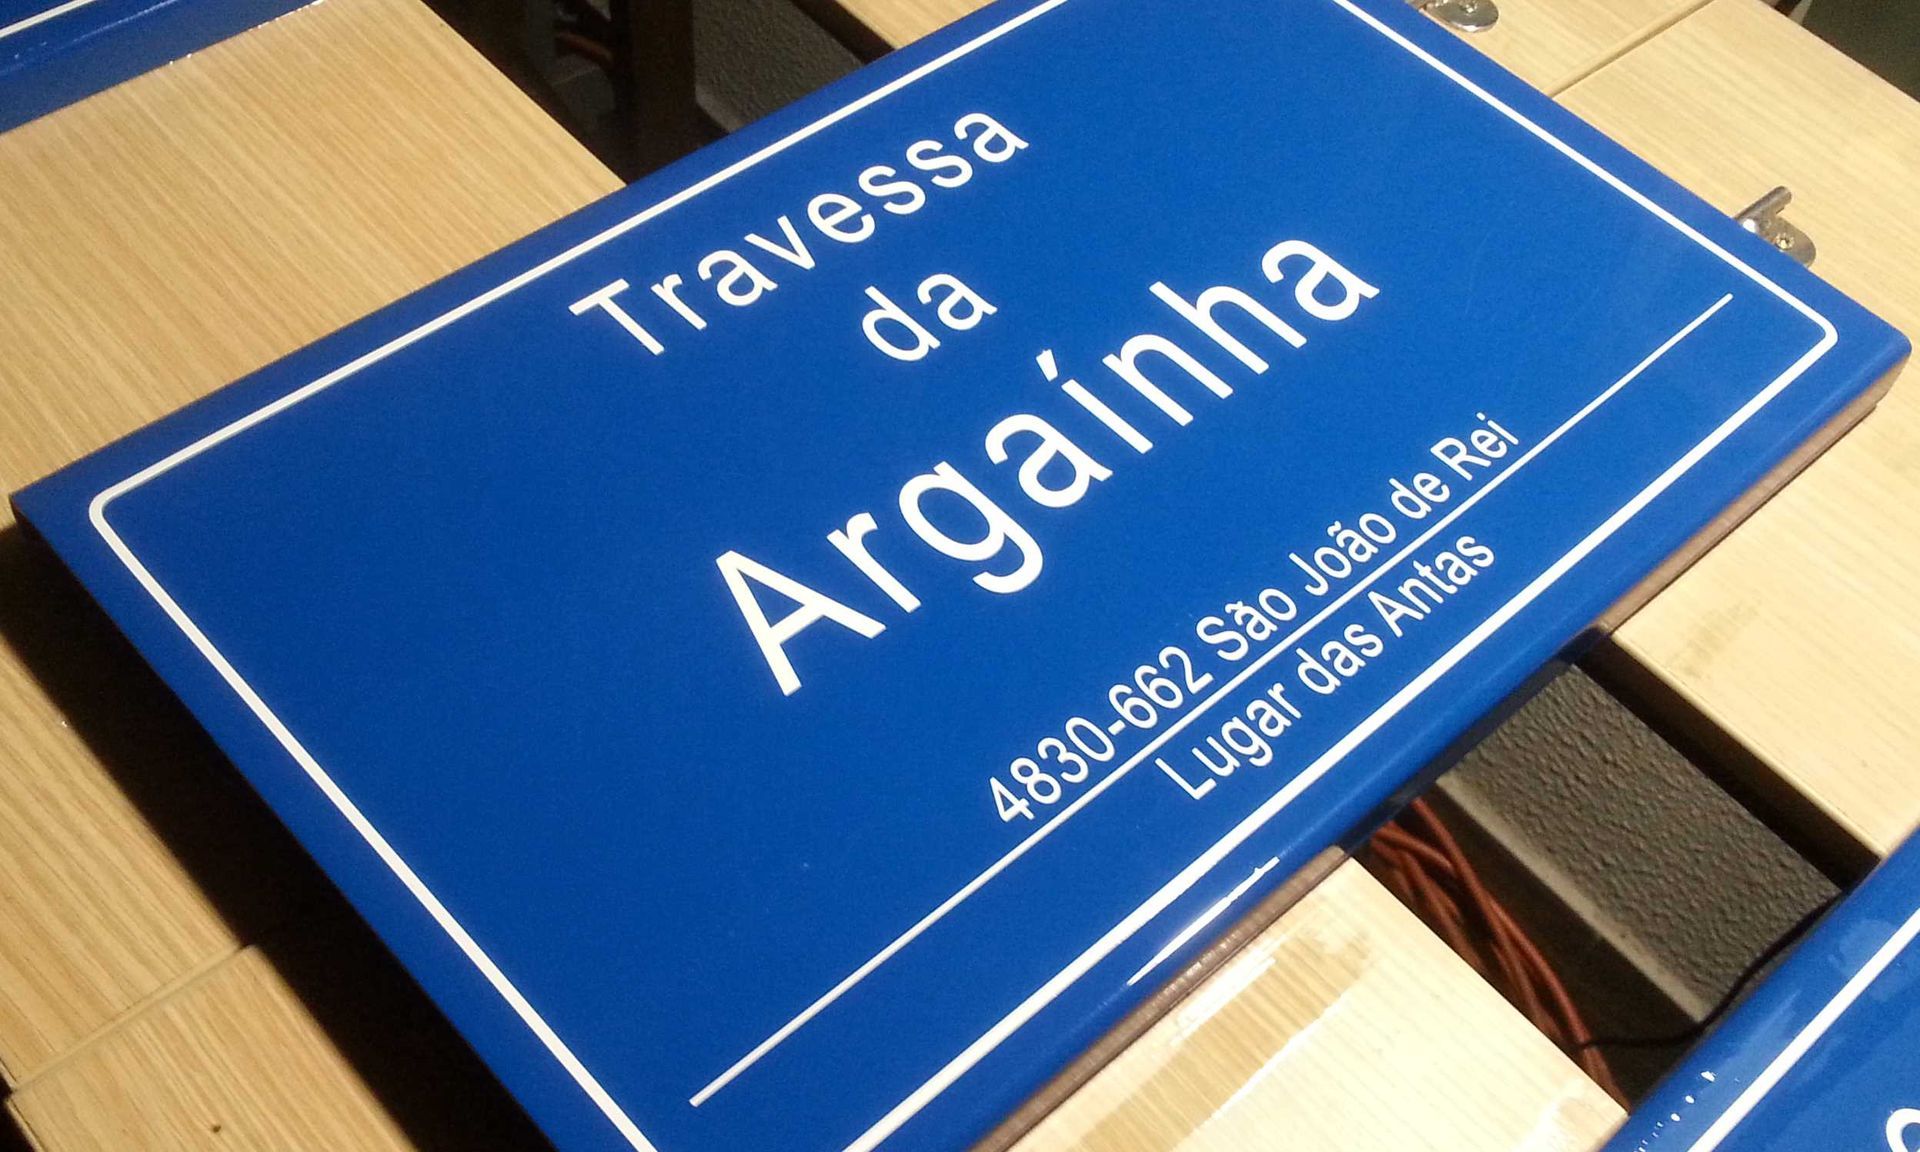 Travessa
da
Argaínha
4830-662 São João de Rei
Lugar das Antas